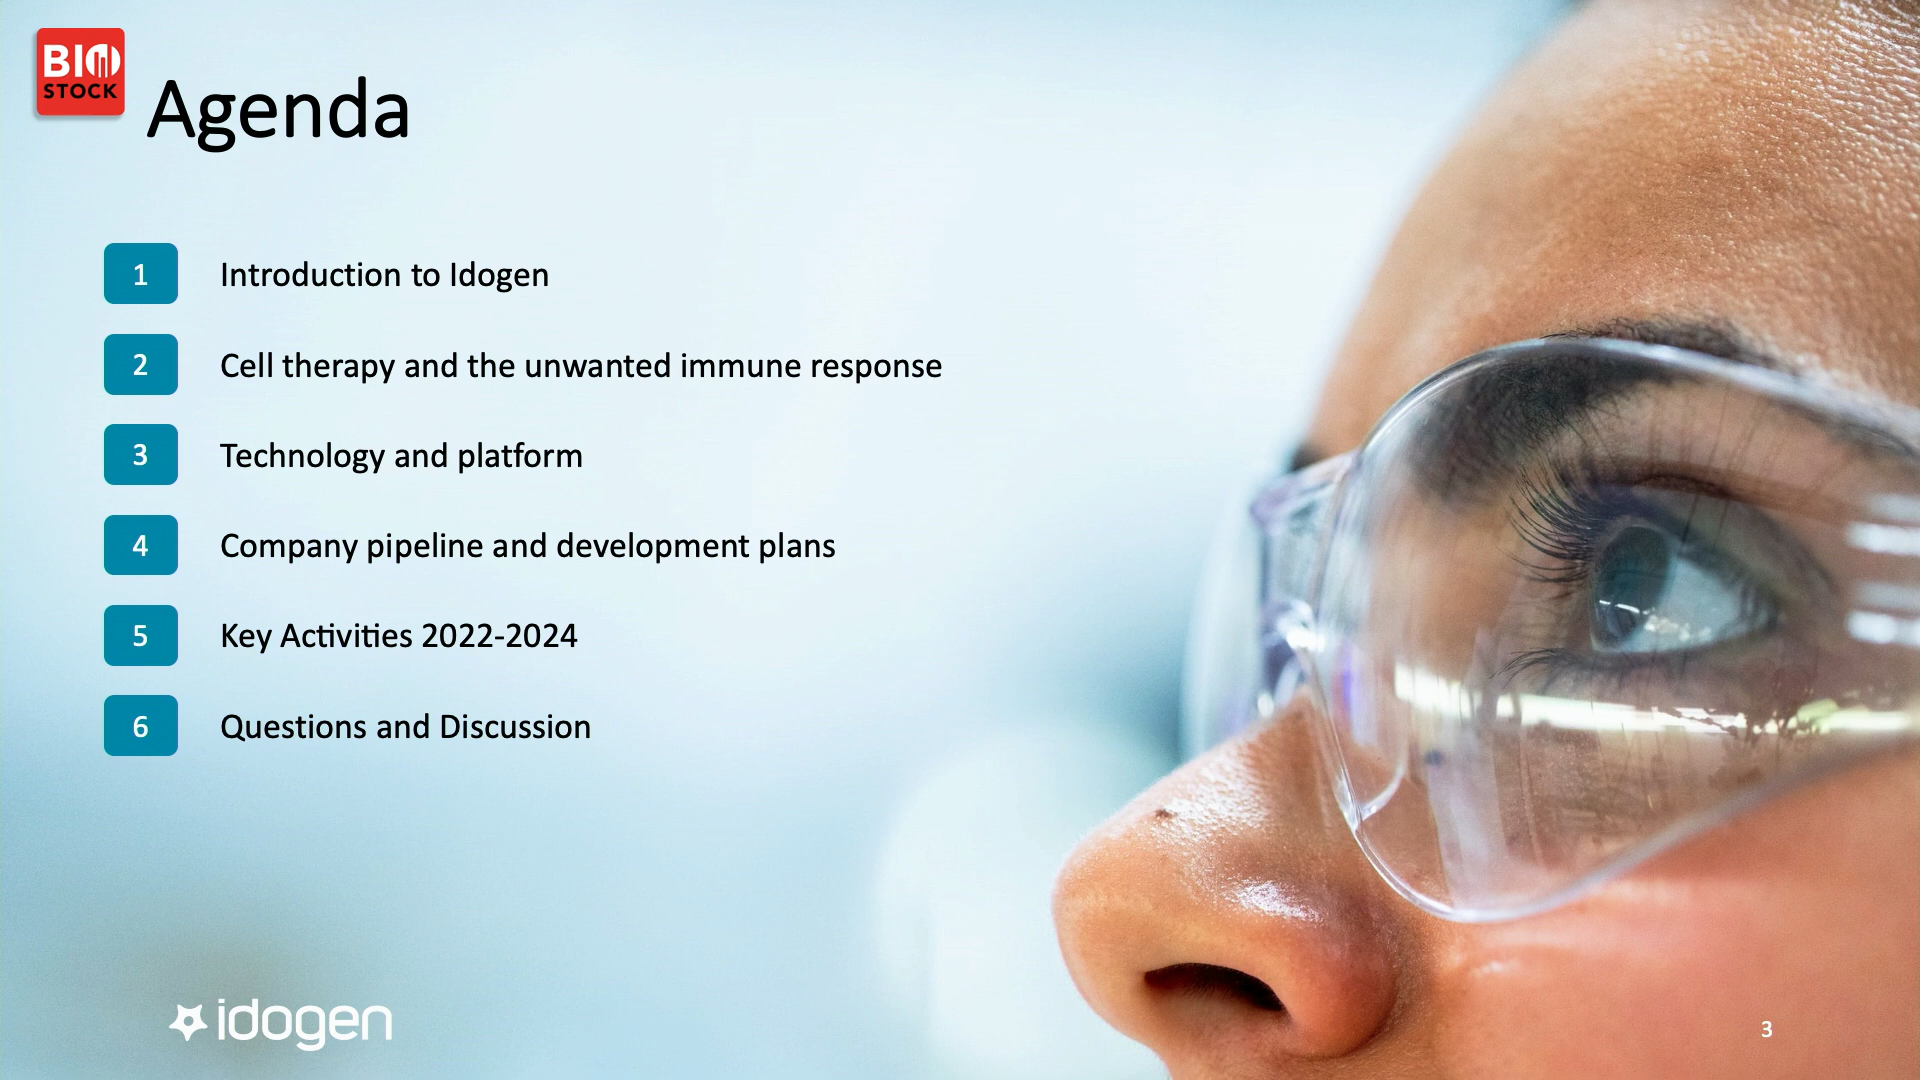 BIO
STOCK
Agenda
1 Introduction to Idogen
2 Cell therapy and the unwanted immune response
3 Technology and platform
4 Company pipeline and development plans
5 Key Activities 2022-2024
6 Questions and Discussion
idogen
3